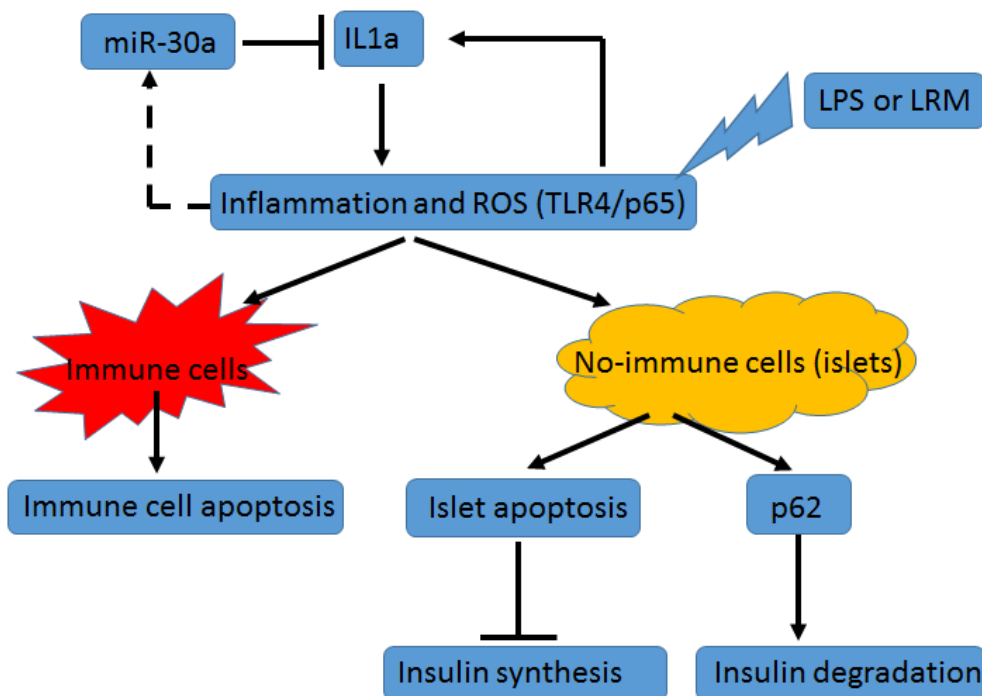 miR-30a
IL1a
LPS or LRM
Inflammation and ROS (TLR4/p65)
Immune cells
No-immune cells (islets)
Immune cell apoptosis
Islet apoptosis
p62
Insulin synthesis
Insulin degradation